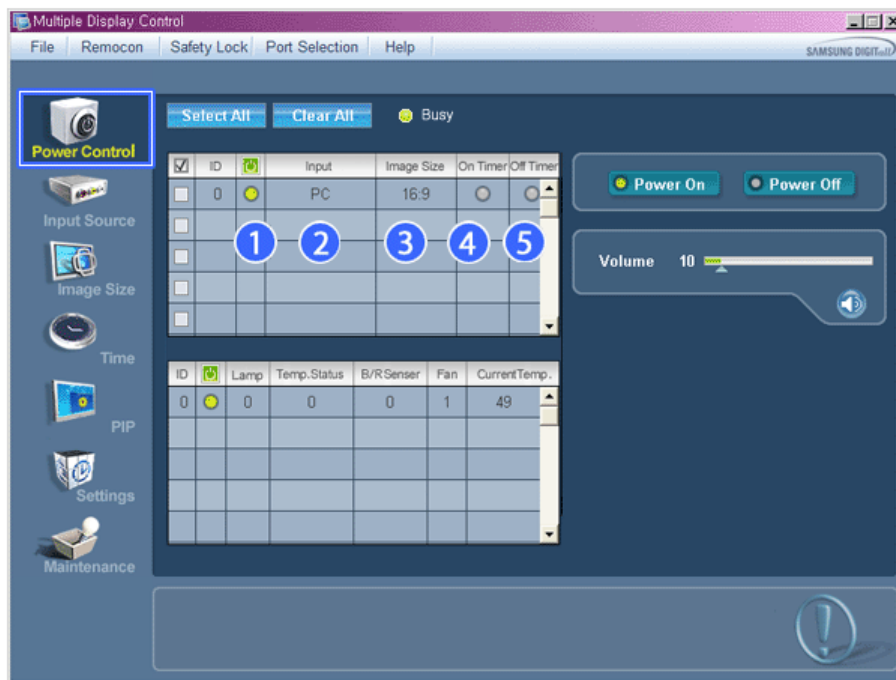 Multiple Display Control
File Remocon Safety Lock Port Selection Help
SAMSUNG DIGITall
Select All Clear All Busy
Power Control
ID Input Image Size On Timer Off Timer
0 PC 16:9
Power On Power Off
Input Source
1 2 3 4 5
Volume 10
Image Size
Time
ID Lamp Temp.Status B/RSenser Fan CurrentTemp.
0 0 0 0 1 49
PIP
Settings
Maintenance